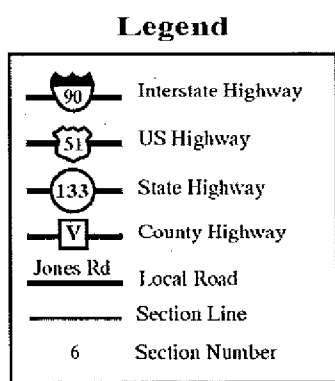 Legend
90 Interstate Highway
51 US Highway
133 State Highway
V County Highway
Jones Rd Local Road
Section Line
6 Section Number